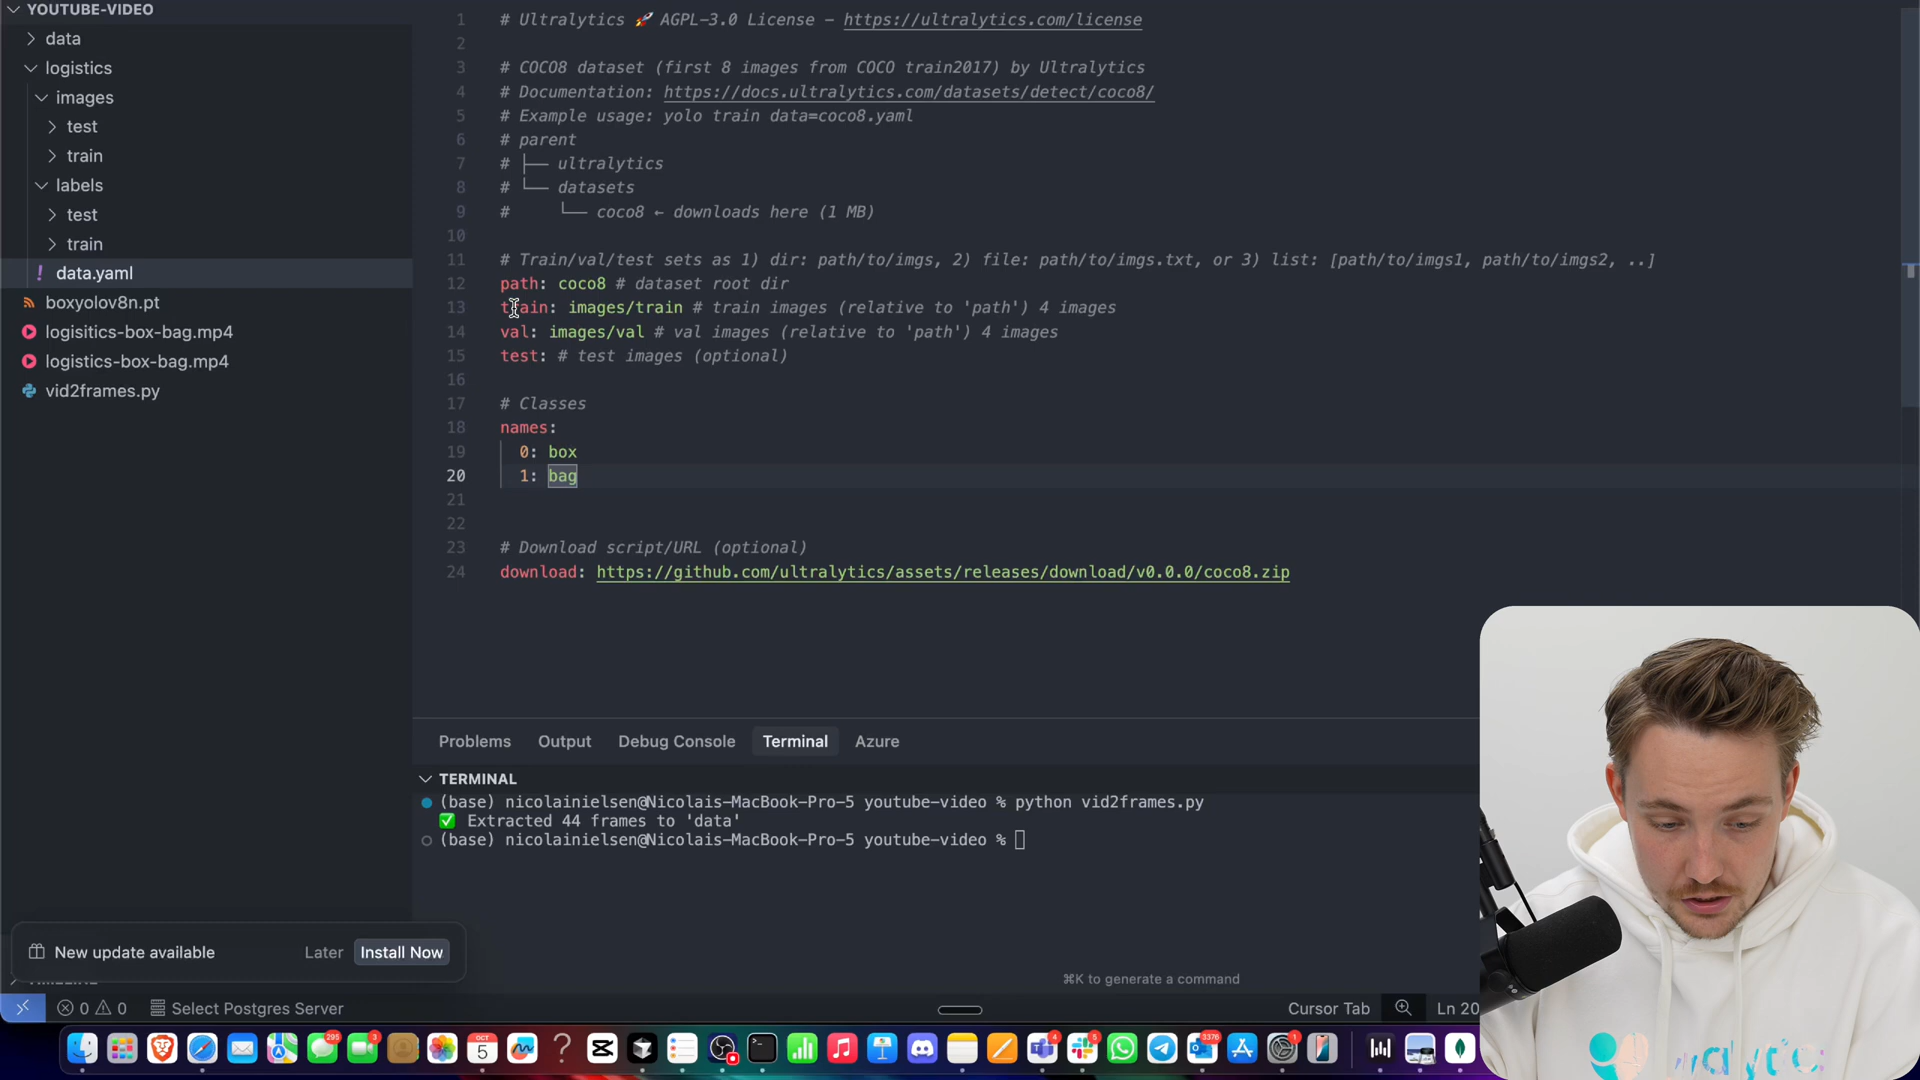 YOUTUBE-VIDEO
data
logistics
images
test
train
labels
test
train
! data.yaml
boxyolov8n.pt
logisitics-box-bag.mp4
logistics-box-bag.mp4
vid2frames.py
1 # Ultralytics 🚀 AGPL-3.0 License - https://ultralytics.com/license
2
3 # COCO8 dataset (first 8 images from COCO train2017) by Ultralytics
4 # Documentation: https://docs.ultralytics.com/datasets/detect/coco8/
5 # Example usage: yolo train data=coco8.yaml
6 # parent
7 # ├── ultralytics
8 # └── datasets
9 #     └── coco8 ← downloads here (1 MB)
10
11 # Train/val/test sets as 1) dir: path/to/imgs, 2) file: path/to/imgs.txt, or 3) list: [path/to/imgs1, path/to/imgs2, ..]
12 path: coco8 # dataset root dir
13 train: images/train # train images (relative to 'path') 4 images
14 val: images/val # val images (relative to 'path') 4 images
15 test: # test images (optional)
16
17 # Classes
18 names:
19   0: box
20   1: bag
21
22
23 # Download script/URL (optional)
24 download: https://github.com/ultralytics/assets/releases/download/v0.0.0/coco8.zip
Problems Output Debug Console Terminal Azure
TERMINAL
(base) nicolainielsen@Nicolais-MacBook-Pro-5 youtube-video % python vid2frames.py
✅ Extracted 44 frames to 'data'
(base) nicolainielsen@Nicolais-MacBook-Pro-5 youtube-video %
New update available Later Install Now
⌘K to generate a command
0 0 Select Postgres Server Cursor Tab Ln 20
295 3 OCT 5 4 5 3376 1